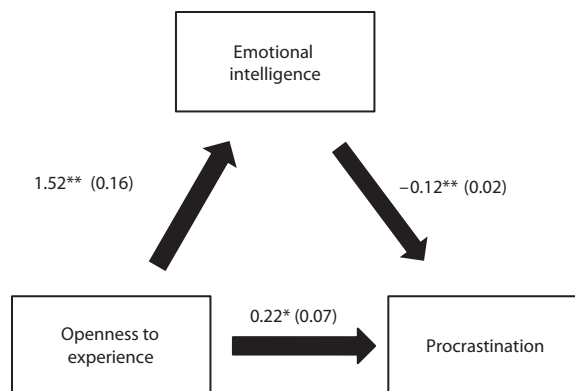 Emotional
intelligence
1.52** (0.16)
−0.12** (0.02)
0.22* (0.07)
Openness to
experience
Procrastination